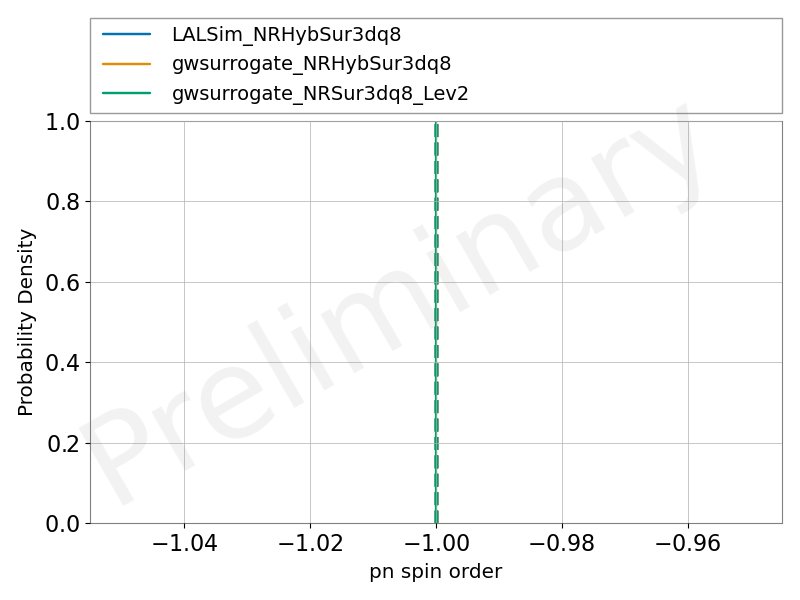 LALSim_NRHybSur3dq8
gwsurrogate_NRHybSur3dq8
gwsurrogate_NRSur3dq8_Lev2
1.0
0.8
0.6
0.4
0.2
0.0
Probability Density
Preliminary
−1.04 −1.02 −1.00 −0.98 −0.96
pn spin order